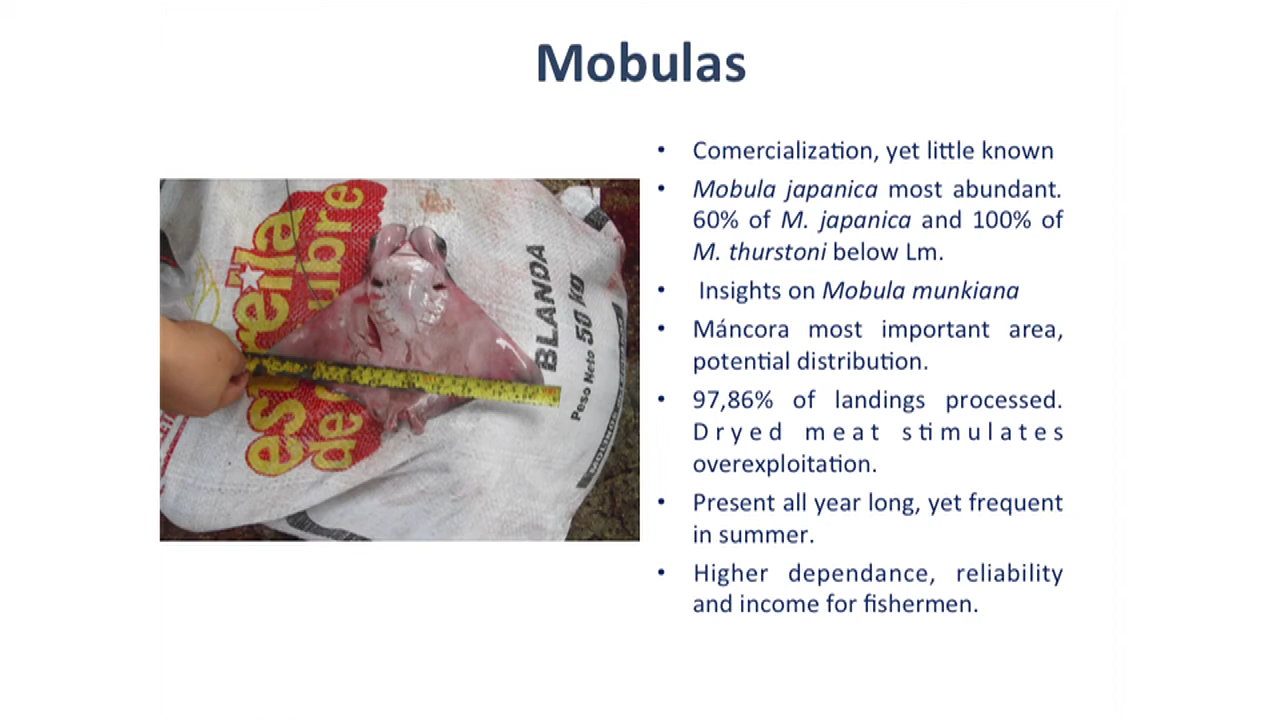 Mobulas
• Comercialization, yet little known
• Mobula japanica most abundant.
60% of M. japanica and 100% of
M. thurstoni below Lm.
• Insights on Mobula munkiana
• Máncora most important area,
potential distribution.
• 97,86% of landings processed.
Dryed meat stimulates
overexploitation.
• Present all year long, yet frequent
in summer.
• Higher dependance, reliability
and income for fishermen.
BLANDA
Peso Neto 50 kg